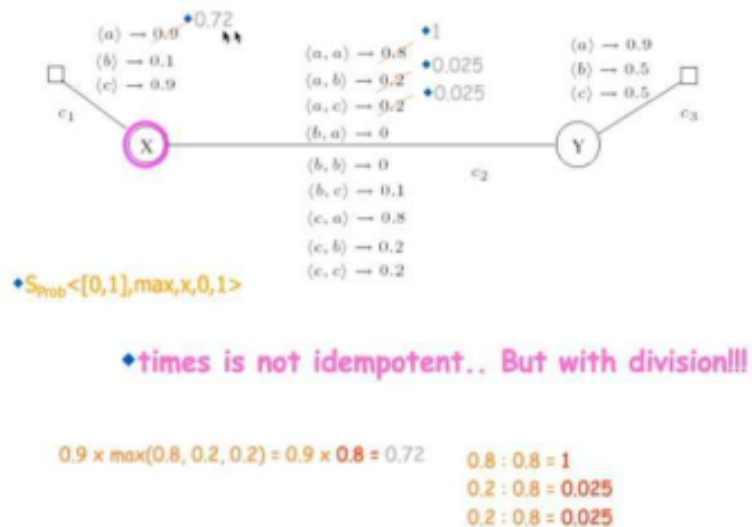 ⟨a⟩ → 0.9 ◆0.72
⟨b⟩ → 0.1
⟨c⟩ → 0.9
c₁
X
⟨a, a⟩ → 0.8 ◆1
⟨a, b⟩ → 0.2 ◆0.025
⟨a, c⟩ → 0.2 ◆0.025
⟨b, a⟩ → 0
⟨b, b⟩ → 0
⟨b, c⟩ → 0.1
⟨c, a⟩ → 0.8
⟨c, b⟩ → 0.2
⟨c, c⟩ → 0.2
c₂
⟨a⟩ → 0.9
⟨b⟩ → 0.5
⟨c⟩ → 0.5
Y
c₃
◆S_Prob<[0,1],max,x,0,1>
◆times is not idempotent.. But with division!!!
0.9 x max(0.8, 0.2, 0.2) = 0.9 x 0.8 = 0.72
0.8 : 0.8 = 1
0.2 : 0.8 = 0.025
0.2 : 0.8 = 0.025